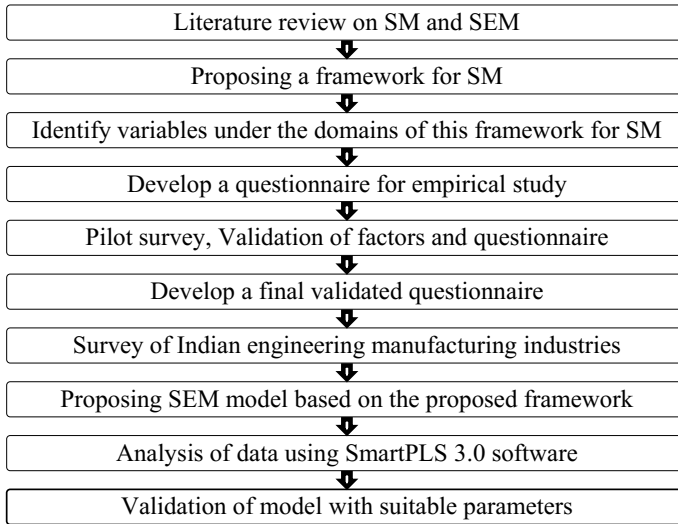 Literature review on SM and SEM
Proposing a framework for SM
Identify variables under the domains of this framework for SM
Develop a questionnaire for empirical study
Pilot survey, Validation of factors and questionnaire
Develop a final validated questionnaire
Survey of Indian engineering manufacturing industries
Proposing SEM model based on the proposed framework
Analysis of data using SmartPLS 3.0 software
Validation of model with suitable parameters